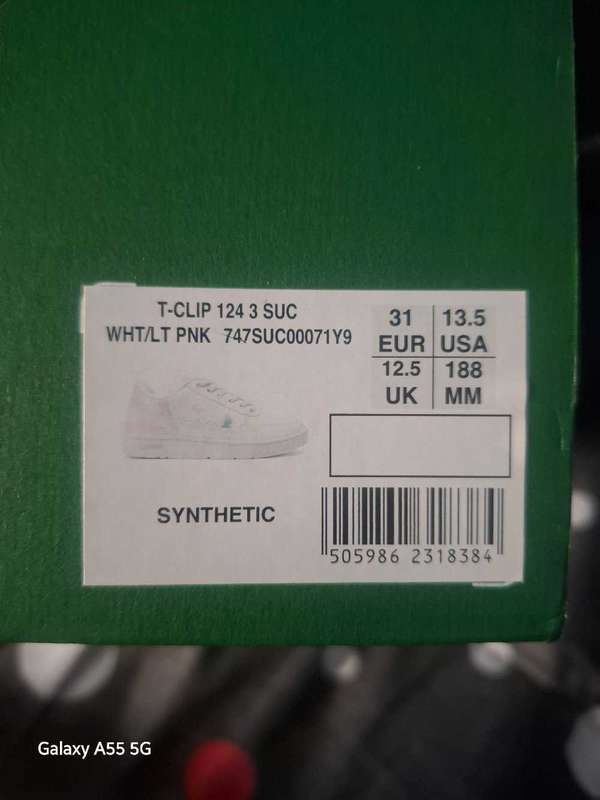 T-CLIP 124 3 SUC
WHT/LT PNK 747SUC00071Y9
31 13.5
EUR USA
12.5 188
UK MM
SYNTHETIC
505986 2318384
Galaxy A55 5G